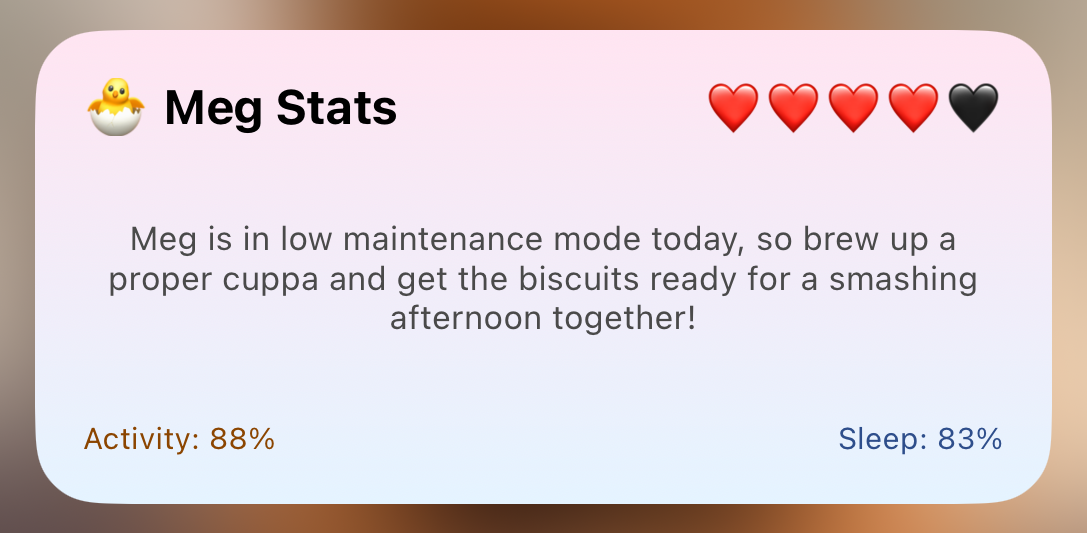 Meg Stats
Meg is in low maintenance mode today, so brew up a
proper cuppa and get the biscuits ready for a smashing
afternoon together!
Activity: 88%
Sleep: 83%